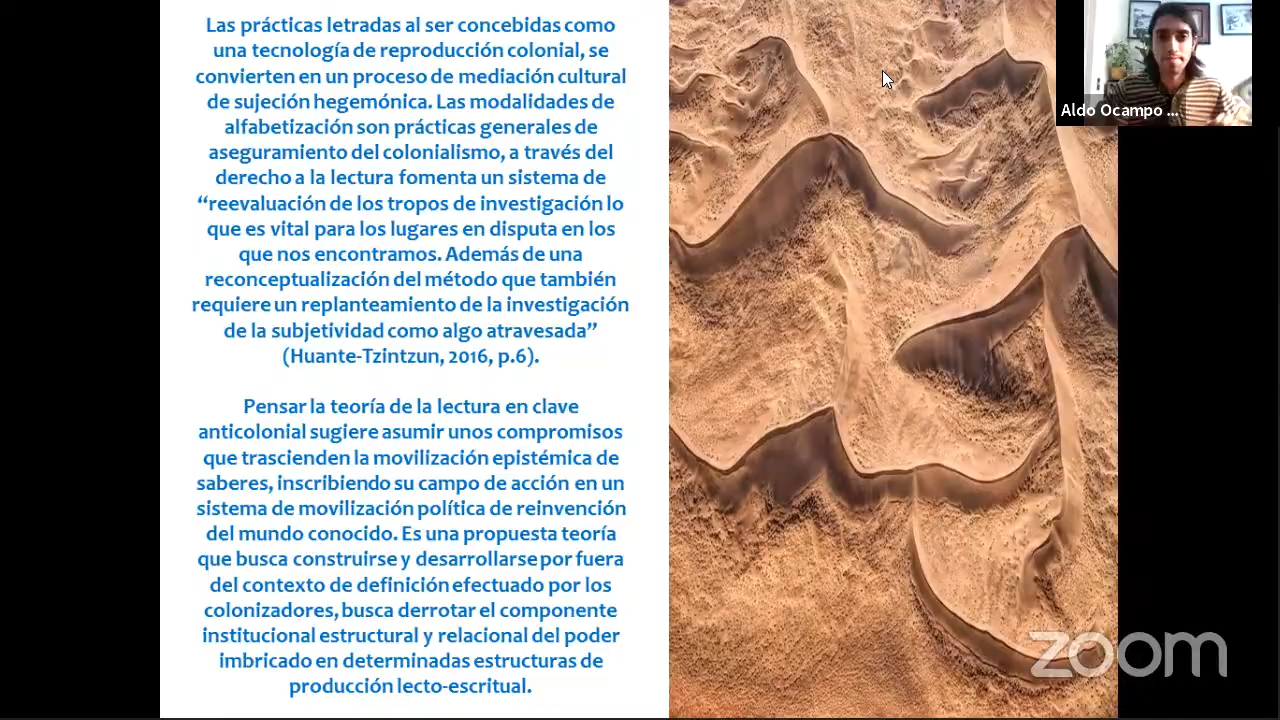 Las prácticas letradas al ser concebidas como
una tecnología de reproducción colonial, se
convierten en un proceso de mediación cultural
de sujeción hegemónica. Las modalidades de
alfabetización son prácticas generales de
aseguramiento del colonialismo, a través del
derecho a la lectura fomenta un sistema de
“reevaluación de los tropos de investigación lo
que es vital para los lugares en disputa en los
que nos encontramos. Además de una
reconceptualización del método que también
requiere un replanteamiento de la investigación
de la subjetividad como algo atravesada”
(Huante-Tzintzun, 2016, p.6).
Pensar la teoría de la lectura en clave
anticolonial sugiere asumir unos compromisos
que trascienden la movilización epistémica de
saberes, inscribiendo su campo de acción en un
sistema de movilización política de reinvención
del mundo conocido. Es una propuesta teoría
que busca construirse y desarrollarse por fuera
del contexto de definición efectuado por los
colonizadores, busca derrotar el componente
institucional estructural y relacional del poder
imbricado en determinadas estructuras de
producción lecto-escritual.
Aldo Ocampo ...
zoom